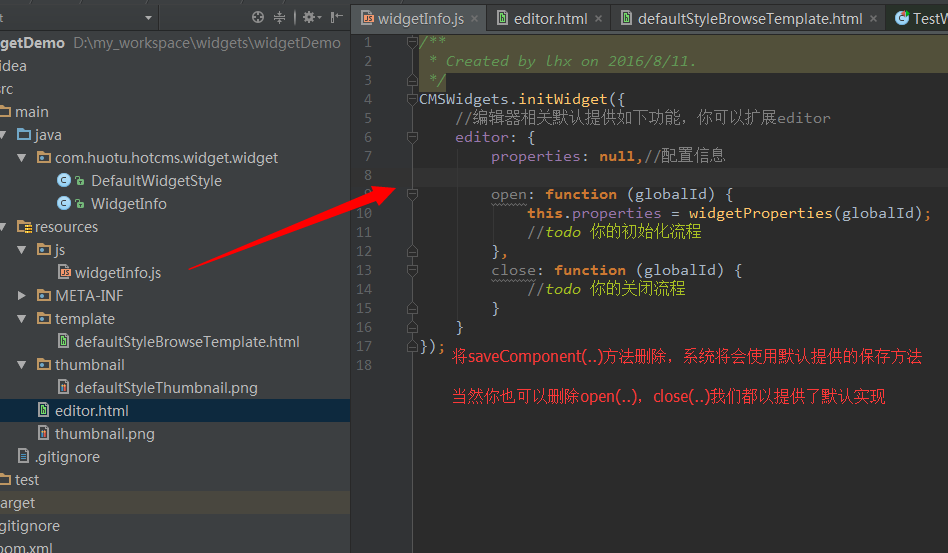 getDemo D:\my_workspace\widgets\widgetDemo
idea
src
main
java
com.huotu.hotcms.widget.widget
DefaultWidgetStyle
WidgetInfo
resources
js
widgetInfo.js
META-INF
template
defaultStyleBrowseTemplate.html
thumbnail
defaultStyleThumbnail.png
editor.html
thumbnail.png
.gitignore
test
arget
gitignore
pom.xml
widgetInfo.js
editor.html
defaultStyleBrowseTemplate.html
TestW
1 /**
2 * Created by lhx on 2016/8/11.
3 */
4 CMSWidgets.initWidget({
5 //编辑器相关默认提供如下功能，你可以扩展editor
6 editor: {
7 properties: null,//配置信息
8
9 open: function (globalId) {
10 this.properties = widgetProperties(globalId);
11 //todo 你的初始化流程
12 },
13 close: function (globalId) {
14 //todo 你的关闭流程
15 }
16 }
17 });
18
将saveComponent(..)方法删除，系统将会使用默认提供的保存方法
当然你也可以删除open(..)，close(..)我们都以提供了默认实现